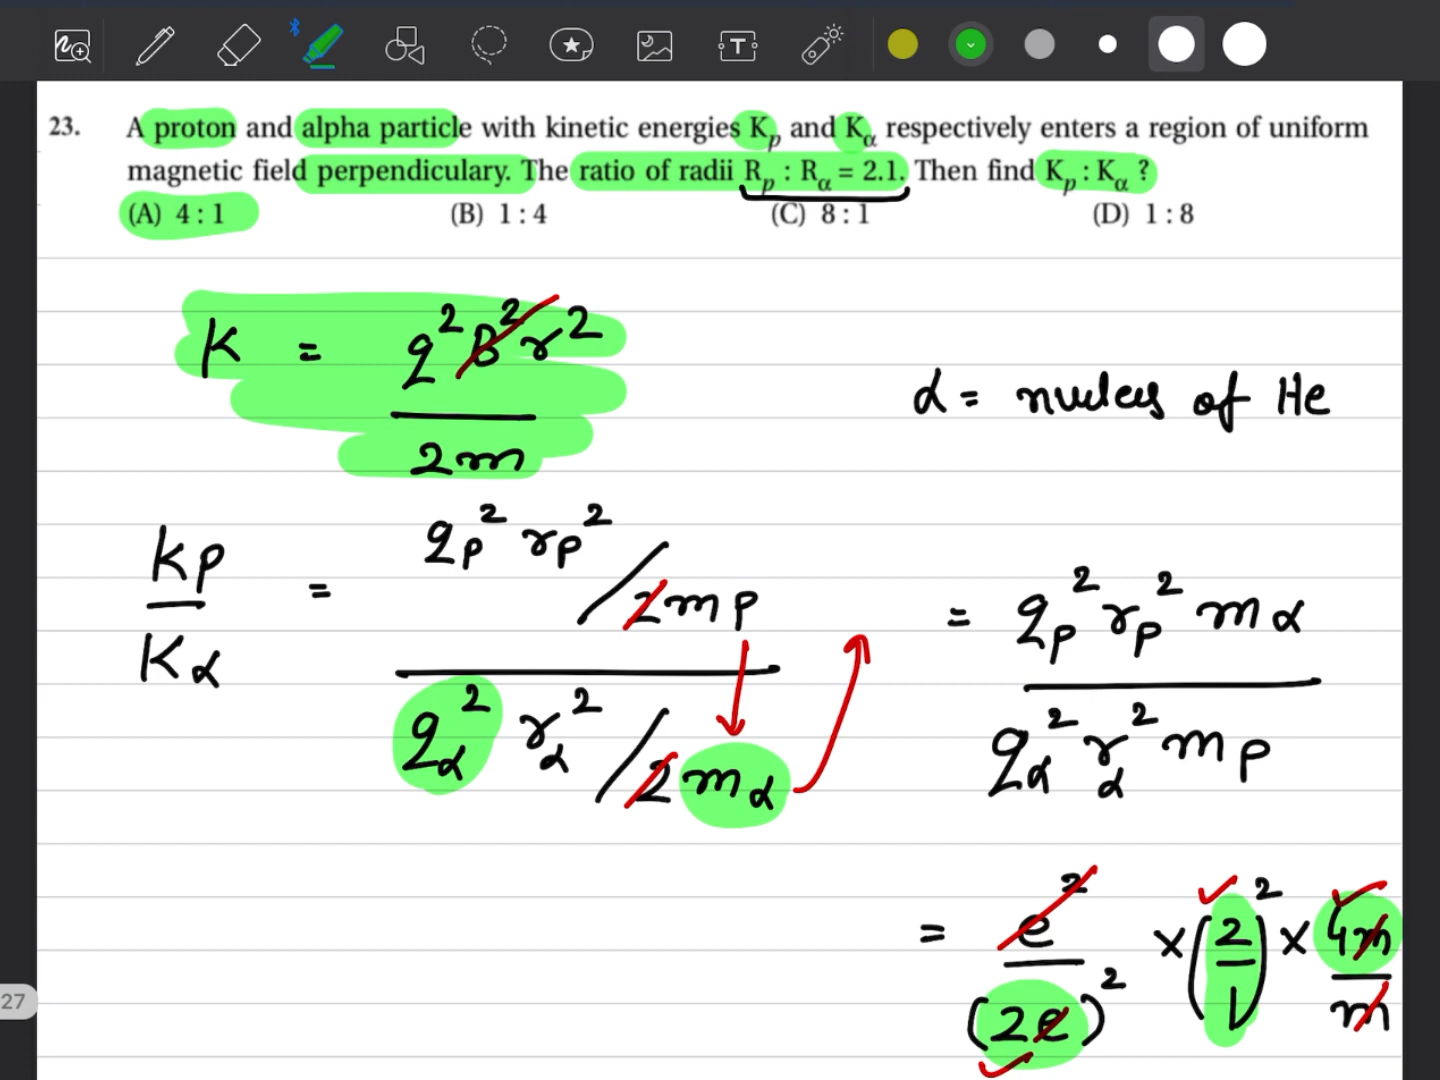 23. A proton and alpha particle with kinetic energies Kp and Kα respectively enters a region of uniform
magnetic field perpendiculary. The ratio of radii Rp : Rα = 2.1. Then find Kp : Kα ?
(A) 4 : 1 (B) 1 : 4 (C) 8 : 1 (D) 1 : 8
K = q²B²r² / 2m
α = nucleus of He
Kp / Kα = (qp² rp² / 2mp) / (qα² rα² / 2mα) = qp² rp² mα / qα² rα² mp
= e² / (2e)² × (2/1)² × 4m / m
27
T